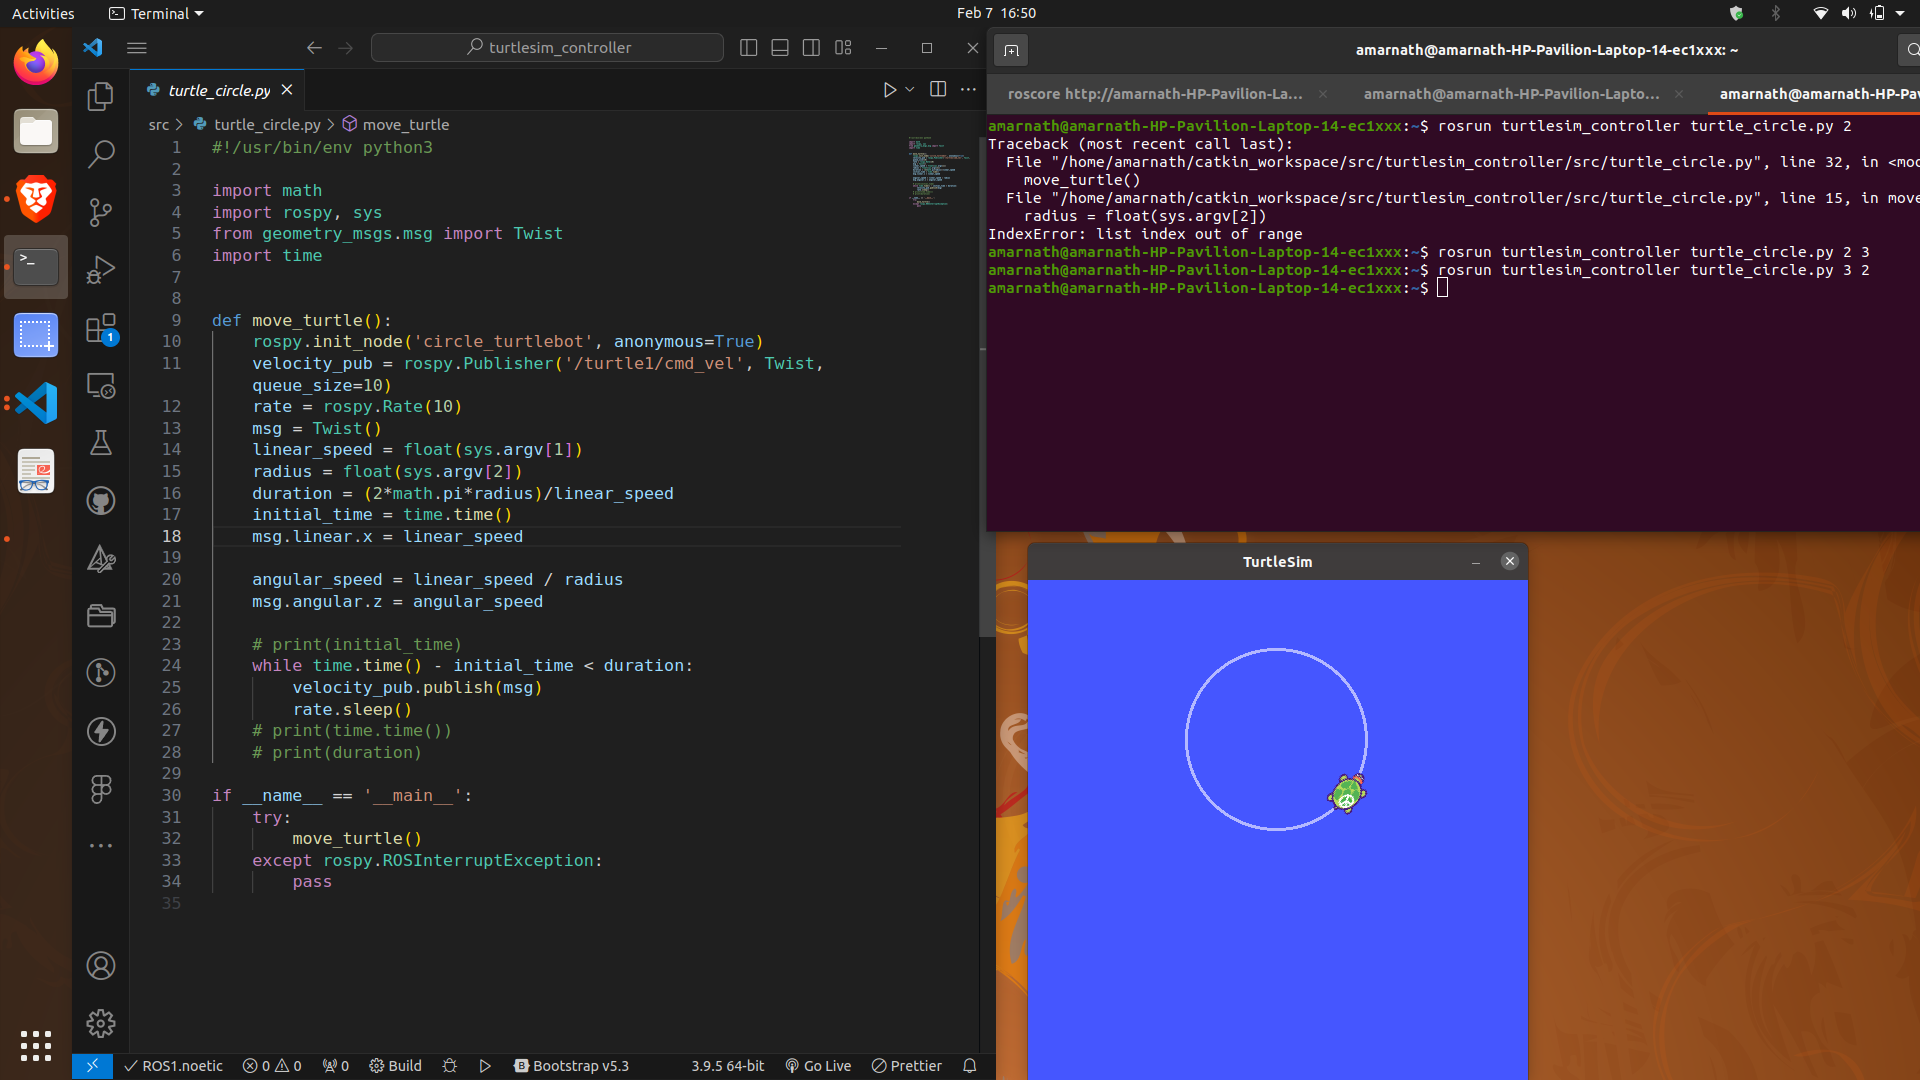 Activities
Terminal
Feb 7 16:50
turtlesim_controller
turtle_circle.py
src > turtle_circle.py > move_turtle
1 #!/usr/bin/env python3
2
3 import math
4 import rospy, sys
5 from geometry_msgs.msg import Twist
6 import time
7
8
9 def move_turtle():
10 rospy.init_node('circle_turtlebot', anonymous=True)
11 velocity_pub = rospy.Publisher('/turtle1/cmd_vel', Twist,
queue_size=10)
12 rate = rospy.Rate(10)
13 msg = Twist()
14 linear_speed = float(sys.argv[1])
15 radius = float(sys.argv[2])
16 duration = (2*math.pi*radius)/linear_speed
17 initial_time = time.time()
18 msg.linear.x = linear_speed
19
20 angular_speed = linear_speed / radius
21 msg.angular.z = angular_speed
22
23 # print(initial_time)
24 while time.time() - initial_time < duration:
25 velocity_pub.publish(msg)
26 rate.sleep()
27 # print(time.time())
28 # print(duration)
29
30 if __name__ == '__main__':
31 try:
32 move_turtle()
33 except rospy.ROSInterruptException:
34 pass
35
1
ROS1.noetic 0 0 0 Build Bootstrap v5.3 3.9.5 64-bit Go Live Prettier
amarnath@amarnath-HP-Pavilion-Laptop-14-ec1xxx: ~
roscore http://amarnath-HP-Pavilion-La...
amarnath@amarnath-HP-Pavilion-Lapto...
amarnath@amarnath-HP-Pav
amarnath@amarnath-HP-Pavilion-Laptop-14-ec1xxx:~$ rosrun turtlesim_controller turtle_circle.py 2
Traceback (most recent call last):
File "/home/amarnath/catkin_workspace/src/turtlesim_controller/src/turtle_circle.py", line 32, in <mod
move_turtle()
File "/home/amarnath/catkin_workspace/src/turtlesim_controller/src/turtle_circle.py", line 15, in move
radius = float(sys.argv[2])
IndexError: list index out of range
amarnath@amarnath-HP-Pavilion-Laptop-14-ec1xxx:~$ rosrun turtlesim_controller turtle_circle.py 2 3
amarnath@amarnath-HP-Pavilion-Laptop-14-ec1xxx:~$ rosrun turtlesim_controller turtle_circle.py 3 2
amarnath@amarnath-HP-Pavilion-Laptop-14-ec1xxx:~$
TurtleSim